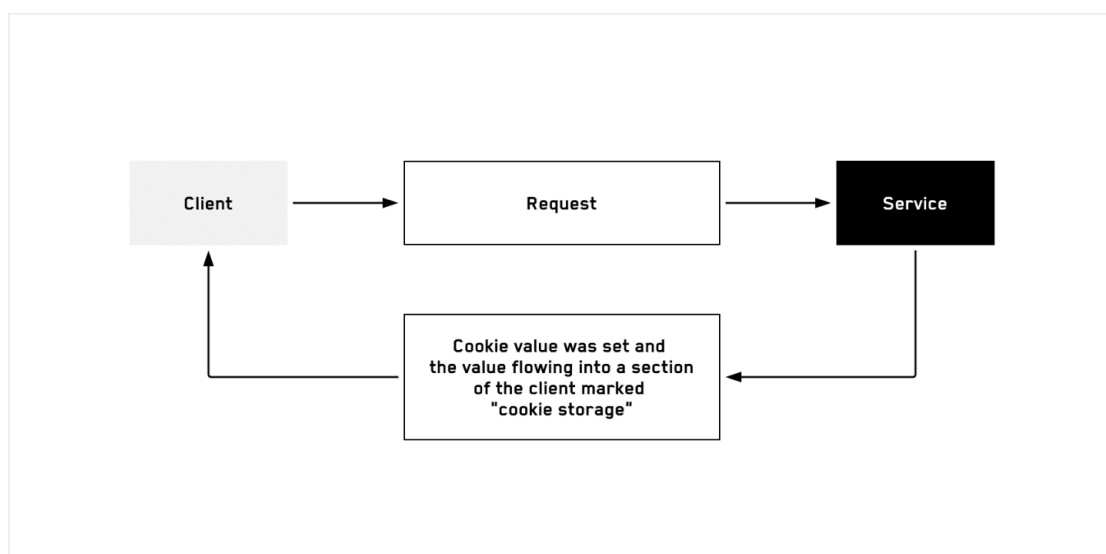 Client
Request
Service
Cookie value was set and
the value flowing into a section
of the client marked
"cookie storage"